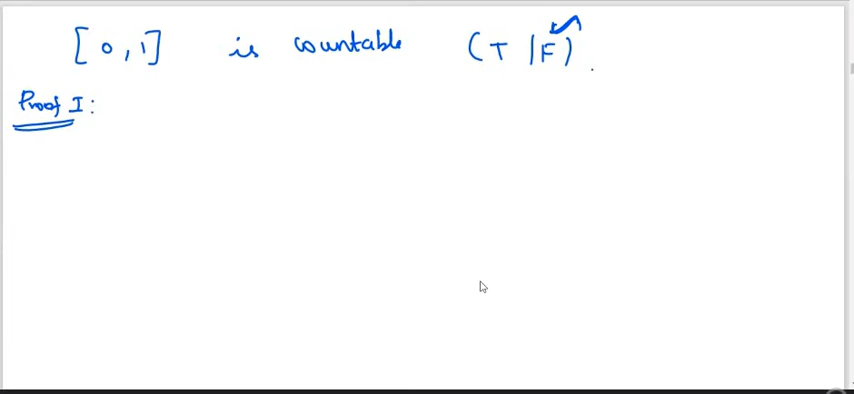 [0,1] is countable (T|F).
Proof I: